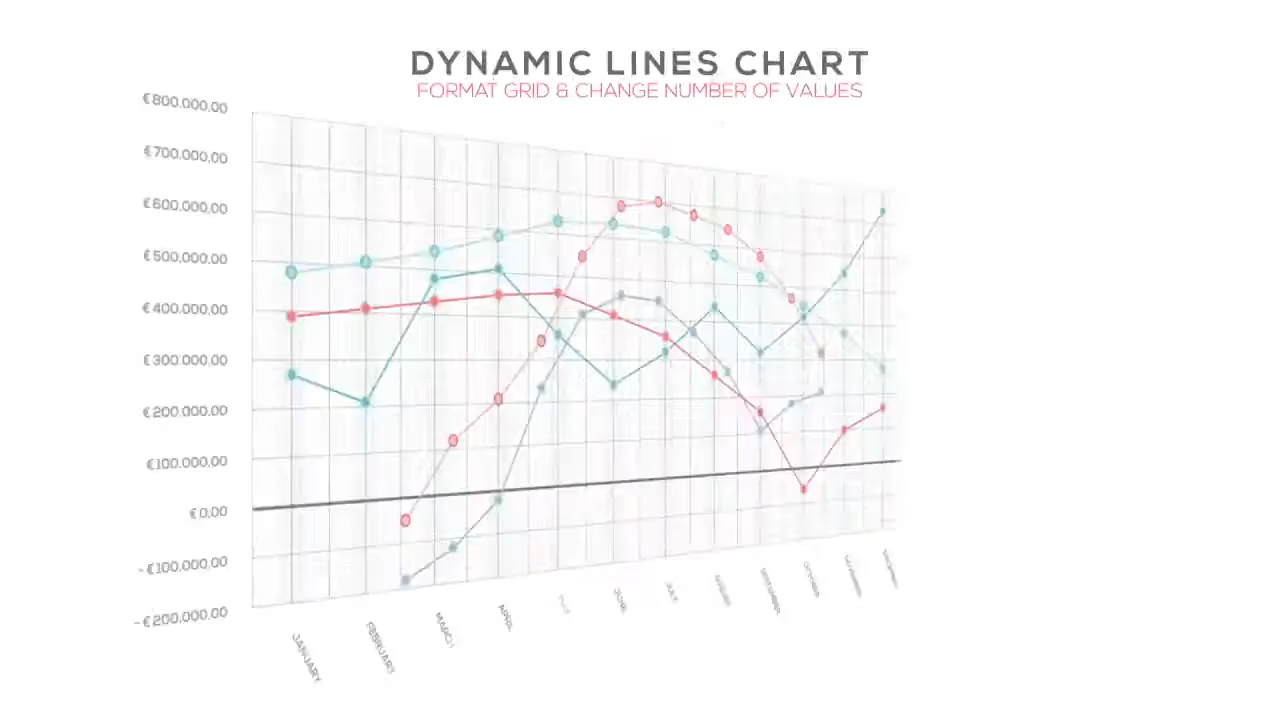 DYNAMIC LINES CHART
FORMAT GRID & CHANGE NUMBER OF VALUES
€800.000,00
€700.000,00
€600.000,00
€500.000,00
€400.000,00
€300.000,00
€200.000,00
€100.000,00
€0,00
-€100.000,00
-€200.000,00
JANUARY
FEBRUARY
MARCH
APRIL
JUNE
JULY